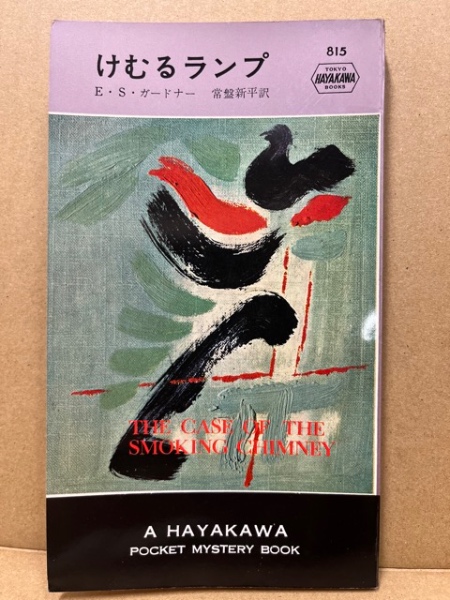 815
けむるランプ
TOKYO
HAYAKAWA
BOOKS
E・S・ガードナー 常盤新平訳
THE CASE OF THE
SMOKING CHIMNEY
A HAYAKAWA
POCKET MYSTERY BOOK